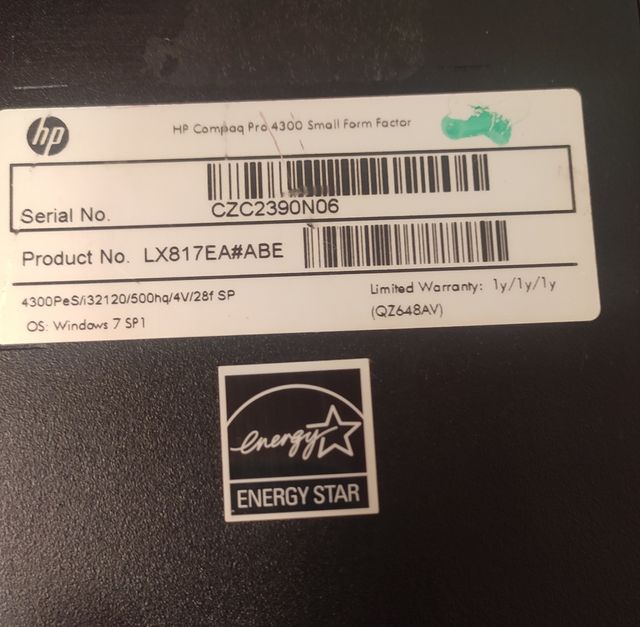 hp
HP Compaq Pro 4300 Small Form Factor
Serial No.
CZC2390N06
Product No. LX817EA#ABE
4300PeS/i32120/500hq/4V/28f SP
Limited Warranty: 1y/1y/1y
OS: Windows 7 SP1
(QZ648AV)
energy
ENERGY STAR